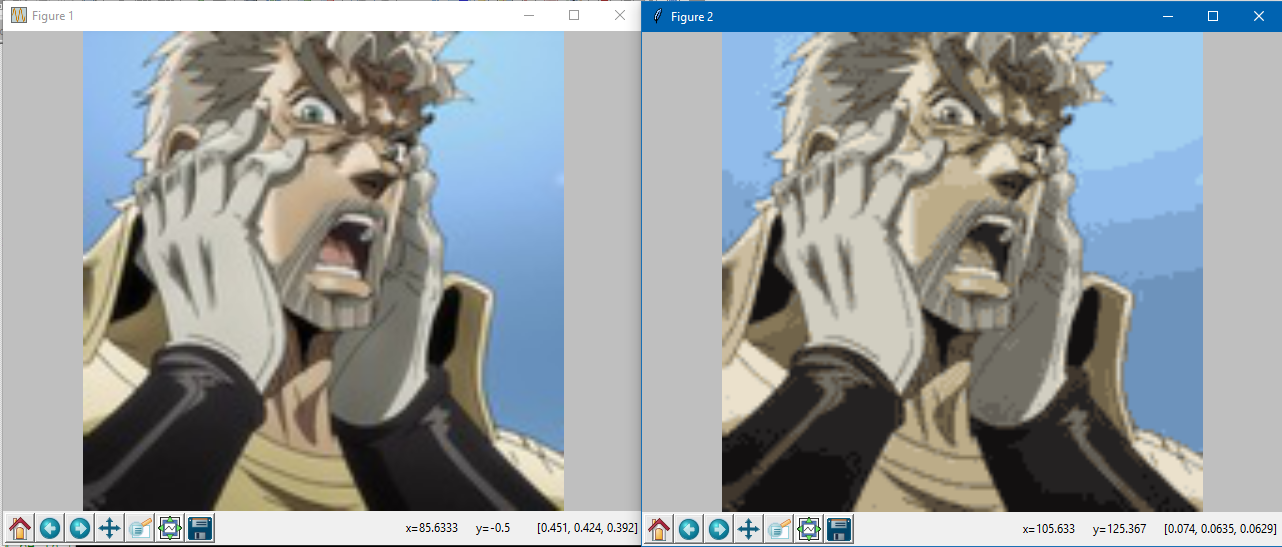 Figure 1
Figure 2
x=85.6333 y=-0.5 [0.451, 0.424, 0.392]
x=105.633 y=125.367 [0.074, 0.0635, 0.0629]